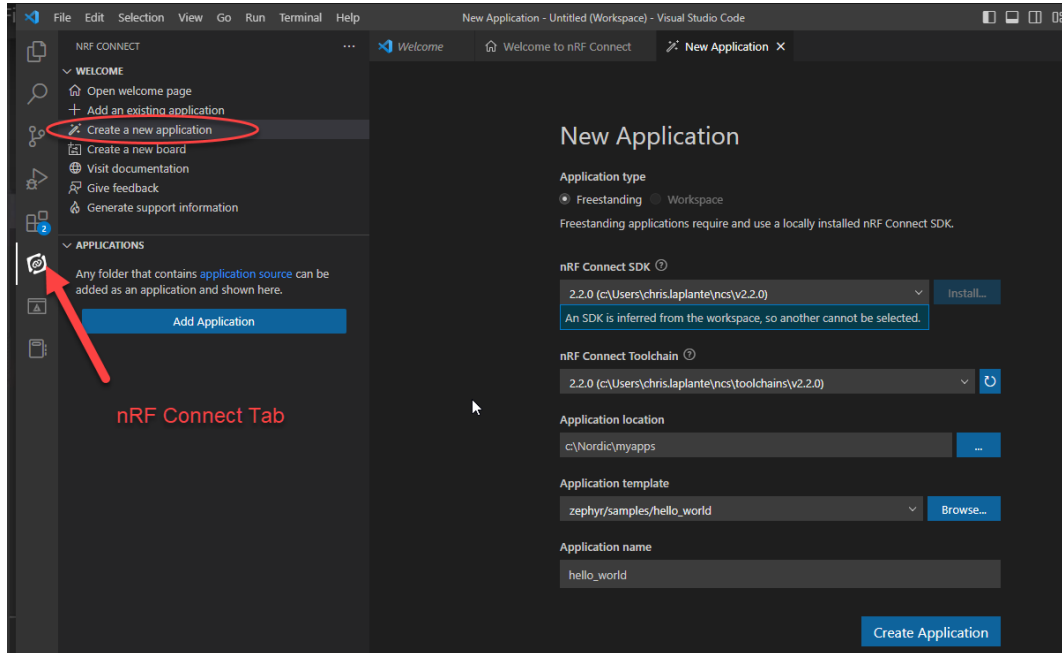 File Edit Selection View Go Run Terminal Help
New Application - Untitled (Workspace) - Visual Studio Code
NRF CONNECT
Welcome
Welcome to nRF Connect
New Application
WELCOME
Open welcome page
Add an existing application
Create a new application
Create a new board
Visit documentation
Give feedback
Generate support information
2
APPLICATIONS
Any folder that contains application source can be
added as an application and shown here.
Add Application
nRF Connect Tab
New Application
Application type
Freestanding Workspace
Freestanding applications require and use a locally installed nRF Connect SDK.
nRF Connect SDK
2.2.0 (c:\Users\chris.laplante\ncs\v2.2.0)
Install...
An SDK is inferred from the workspace, so another cannot be selected.
nRF Connect Toolchain
2.2.0 (c:\Users\chris.laplante\ncs\toolchains\v2.2.0)
Application location
c:\Nordic\myapps
...
Application template
zephyr/samples/hello_world
Browse...
Application name
hello_world
Create Application